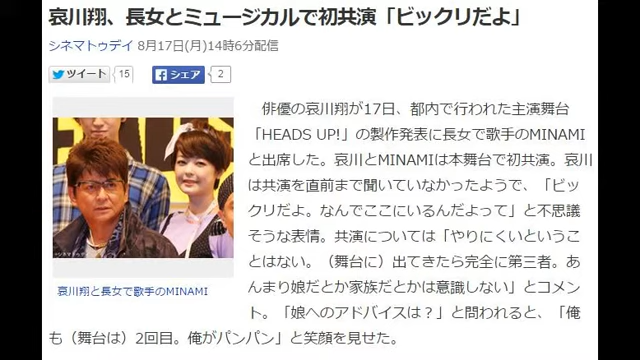 哀川翔、長女とミュージカルで初共演「ビックリだよ」
シネマトゥデイ 8月17日(月)14時6分配信
ツイート 15 シェア 2
俳優の哀川翔が17日、都内で行われた主演舞台
「HEADS UP!」の製作発表に長女で歌手のMINAMI
と出席した。哀川とMINAMIは本舞台で初共演。哀川
は共演を直前まで聞いていなかったようで、「ビッ
クリだよ。なんでここにいるんだよって」と不思議
そうな表情。共演については「やりにくいというこ
とはない。（舞台に）出てきたら完全に第三者。あ
んまり娘だとか家族だとかは意識しない」とコメン
ト。「娘へのアドバイスは？」と問われると、「俺
も（舞台は）2回目。俺がパンパン」と笑顔を見せた。
シネマトゥデイ
哀川翔と長女で歌手のMINAMI